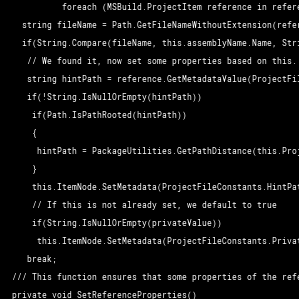 foreach (MSBuild.ProjectItem reference in refere
string fileName = Path.GetFileNameWithoutExtension(refer
if(String.Compare(fileName, this.assemblyName.Name, Stri
// We found it, now set some properties based on this.
string hintPath = reference.GetMetadataValue(ProjectFil
if(!String.IsNullOrEmpty(hintPath))
if(Path.IsPathRooted(hintPath))
{
hintPath = PackageUtilities.GetPathDistance(this.Proj
}
this.ItemNode.SetMetadata(ProjectFileConstants.HintPat
// If this is not already set, we default to true
if(String.IsNullOrEmpty(privateValue))
this.ItemNode.SetMetadata(ProjectFileConstants.Privat
break;
/// This function ensures that some properties of the refe
private void SetReferenceProperties()